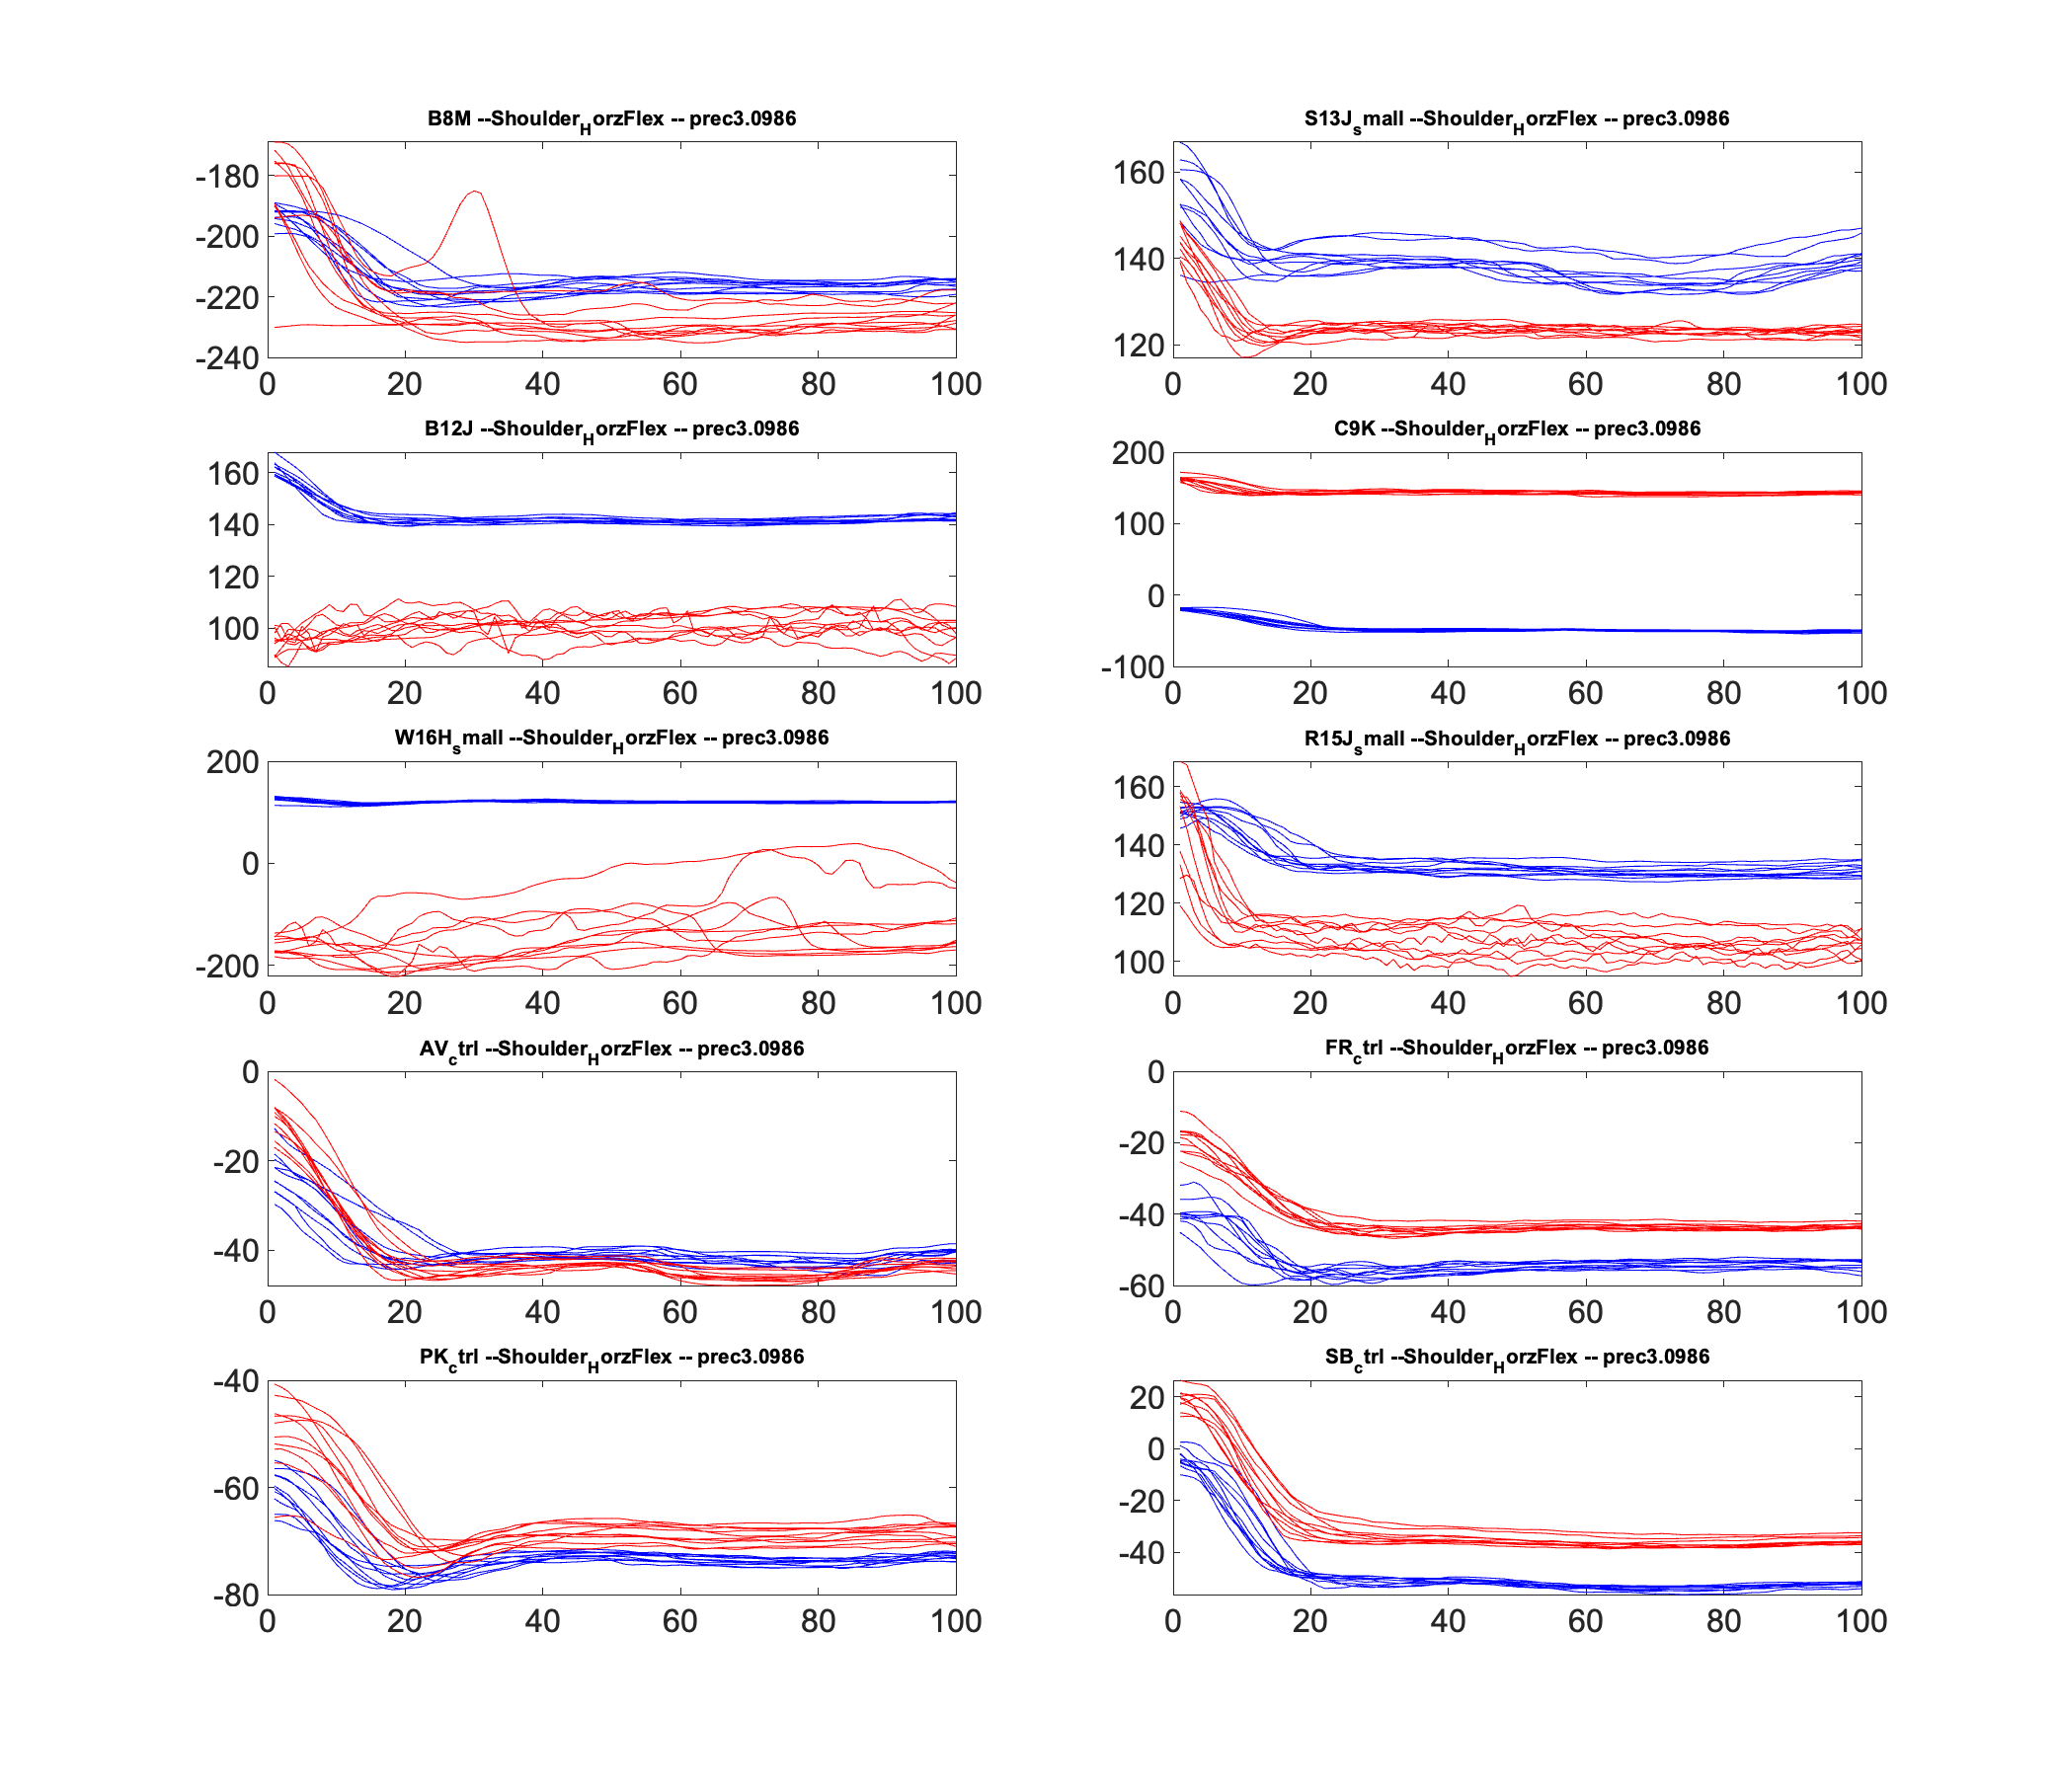 B8M --Shoulder_HorzFlex -- prec3.0986
-180
-200
-220
-240
0 20 40 60 80 100
S13J_small --Shoulder_HorzFlex -- prec3.0986
160
140
120
0 20 40 60 80 100
B12J --Shoulder_HorzFlex -- prec3.0986
160
140
120
100
0 20 40 60 80 100
C9K --Shoulder_HorzFlex -- prec3.0986
200
100
0
-100
0 20 40 60 80 100
W16H_small --Shoulder_HorzFlex -- prec3.0986
200
0
-200
0 20 40 60 80 100
R15J_small --Shoulder_HorzFlex -- prec3.0986
160
140
120
100
0 20 40 60 80 100
AV_ctrl --Shoulder_HorzFlex -- prec3.0986
0
-20
-40
0 20 40 60 80 100
FR_ctrl --Shoulder_HorzFlex -- prec3.0986
0
-20
-40
-60
0 20 40 60 80 100
PK_ctrl --Shoulder_HorzFlex -- prec3.0986
-40
-60
-80
0 20 40 60 80 100
SB_ctrl --Shoulder_HorzFlex -- prec3.0986
20
0
-20
-40
0 20 40 60 80 100